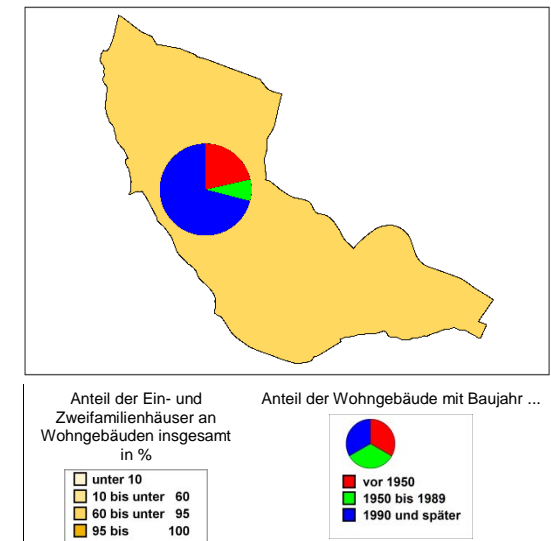 Anteil der Ein- und
Zweifamilienhäuser an
Wohngebäuden insgesamt
in %
unter 10
10 bis unter 60
60 bis unter 95
95 bis 100
Anteil der Wohngebäude mit Baujahr ...
vor 1950
1950 bis 1989
1990 und später